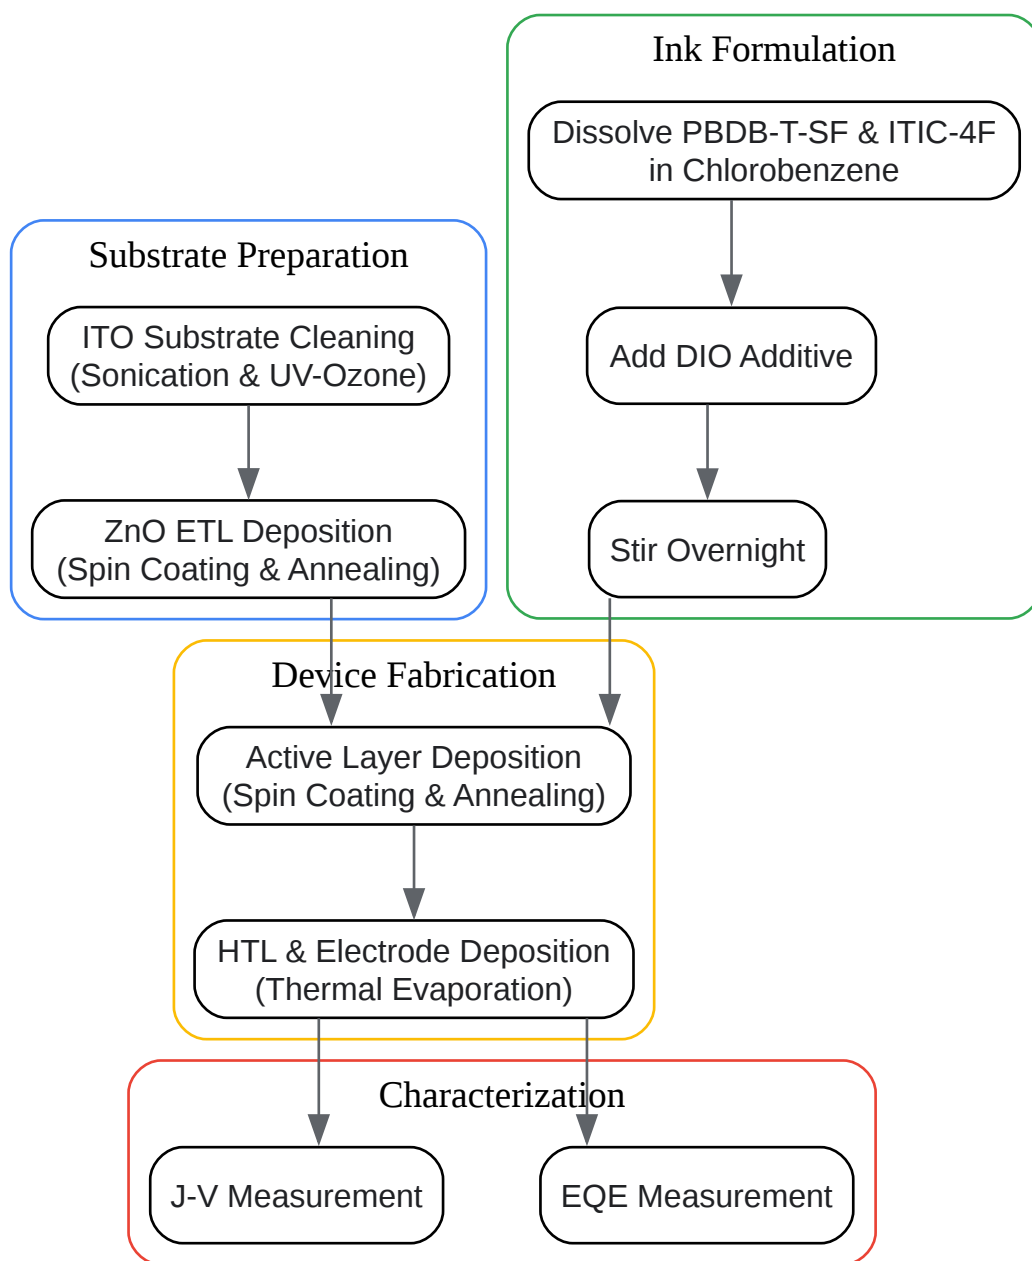 Ink Formulation
Dissolve PBDB-T-SF & ITIC-4F
in Chlorobenzene
Add DIO Additive
Stir Overnight
Substrate Preparation
ITO Substrate Cleaning
(Sonication & UV-Ozone)
ZnO ETL Deposition
(Spin Coating & Annealing)
Device Fabrication
Active Layer Deposition
(Spin Coating & Annealing)
HTL & Electrode Deposition
(Thermal Evaporation)
Characterization
J-V Measurement
EQE Measurement